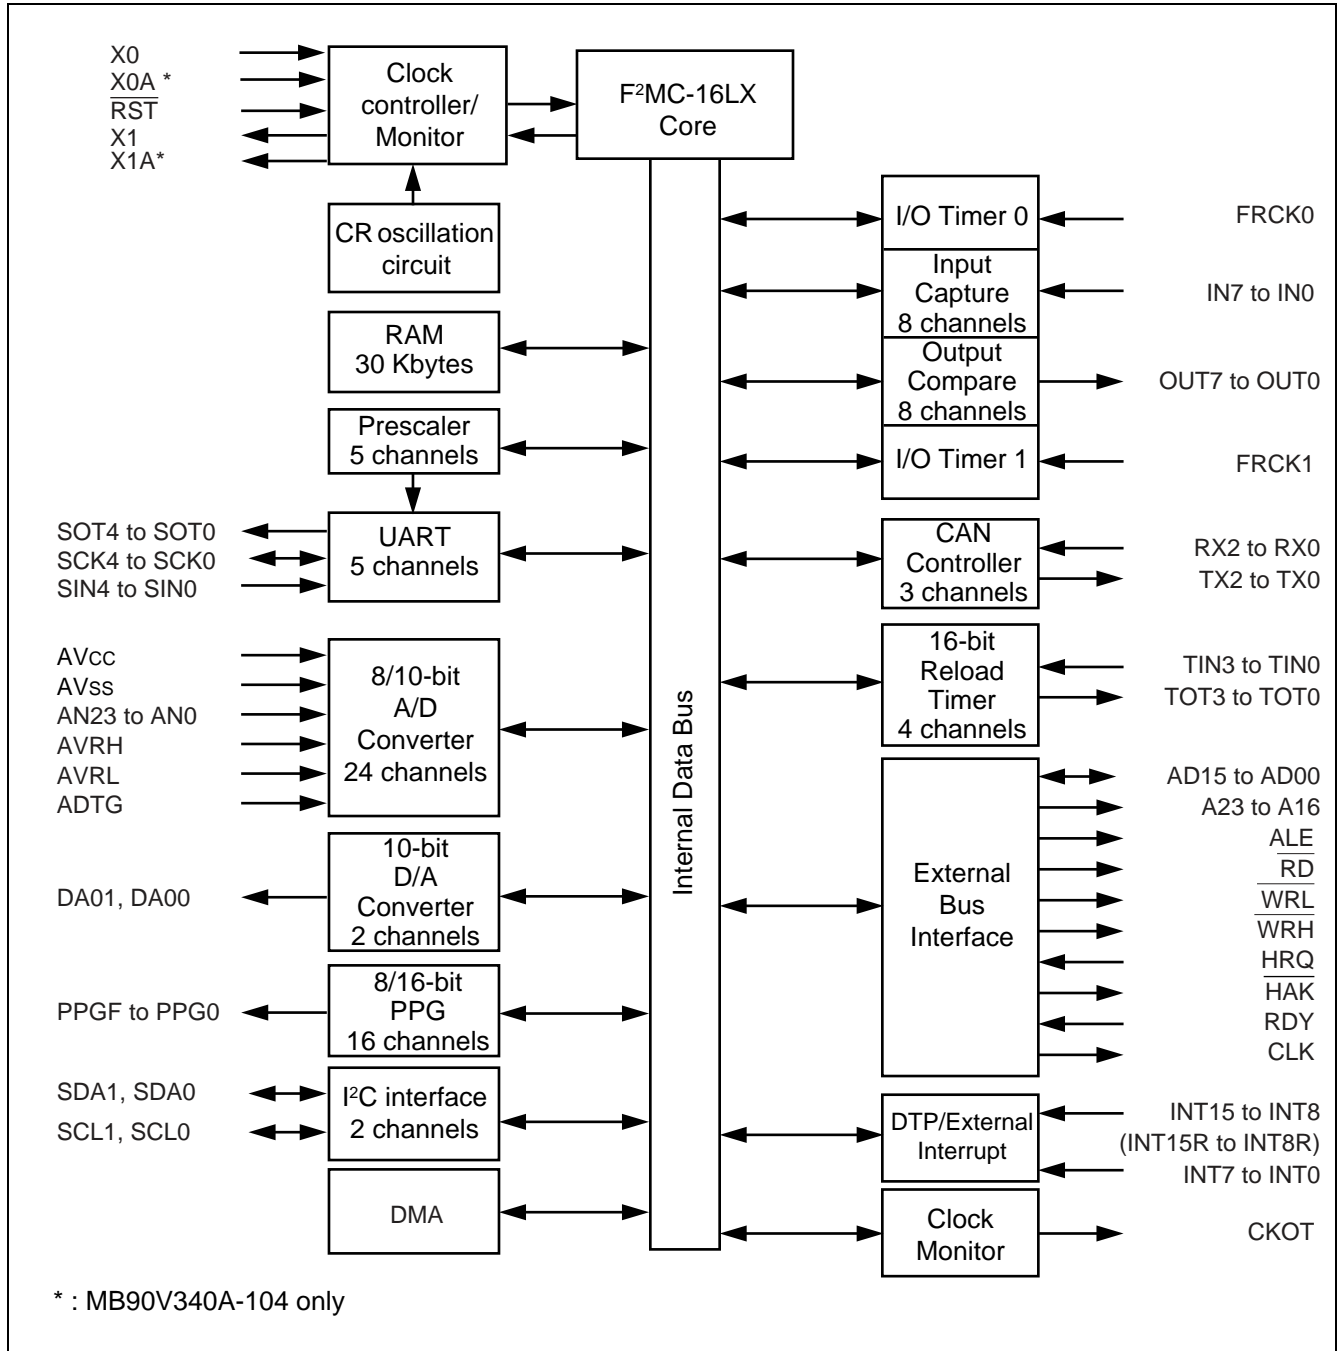 X0
X0A *
RST
X1
X1A*
Clock
controller/
Monitor
F²MC-16LX
Core
CR oscillation
circuit
RAM
30 Kbytes
Prescaler
5 channels
SOT4 to SOT0
SCK4 to SCK0
SIN4 to SIN0
UART
5 channels
AVcc
AVss
AN23 to AN0
AVRH
AVRL
ADTG
8/10-bit
A/D
Converter
24 channels
DA01, DA00
10-bit
D/A
Converter
2 channels
PPGF to PPG0
8/16-bit
PPG
16 channels
SDA1, SDA0
SCL1, SCL0
I²C interface
2 channels
DMA
Internal Data Bus
I/O Timer 0
FRCK0
Input
Capture
8 channels
IN7 to IN0
Output
Compare
8 channels
OUT7 to OUT0
I/O Timer 1
FRCK1
CAN
Controller
3 channels
RX2 to RX0
TX2 to TX0
16-bit
Reload
Timer
4 channels
TIN3 to TIN0
TOT3 to TOT0
External
Bus
Interface
AD15 to AD00
A23 to A16
ALE
RD
WRL
WRH
HRQ
HAK
RDY
CLK
DTP/External
Interrupt
INT15 to INT8
(INT15R to INT8R)
INT7 to INT0
Clock
Monitor
CKOT
* : MB90V340A-104 only